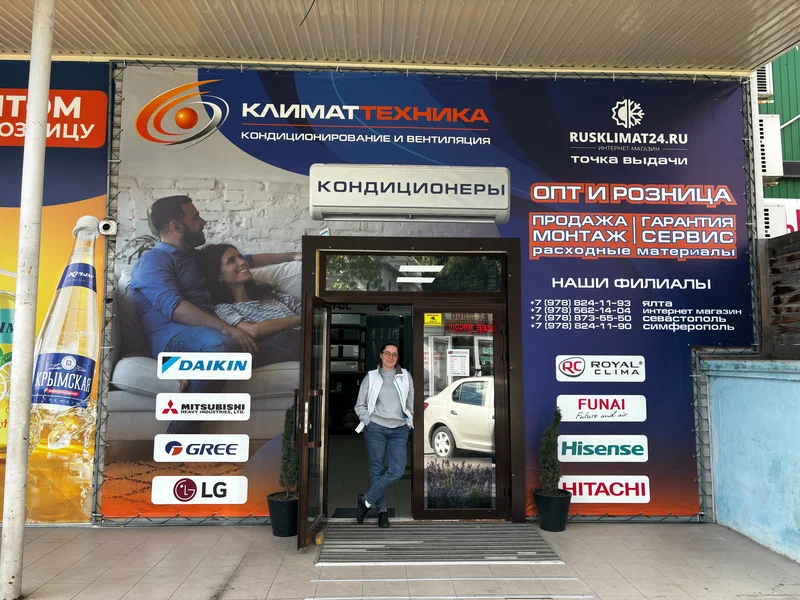 ИТОМ
ОЗНИЦУ
КЛИМАТТЕХНИКА
КОНДИЦИОНИРОВАНИЕ И ВЕНТИЛЯЦИЯ
RUSKLIMAT24.RU
ИНТЕРНЕТ-МАГАЗИН
ТОЧКА ВЫДАЧИ
КОНДИЦИОНЕРЫ
ОПТ И РОЗНИЦА
ПРОДАЖА | ГАРАНТИЯ
МОНТАЖ | СЕРВИС
расходные материалы
НАШИ ФИЛИАЛЫ
+7 (978) 824-11-93 ялта
+7 (978) 562-14-04 интернет магазин
+7 (978) 873-55-50 севастополь
+7 (978) 824-11-90 симферополь
КРЫМСКАЯ
DAIKIN
MITSUBISHI
HEAVY INDUSTRIES, LTD.
GREE
LG
RC ROYAL
CLIMA
FUNAI
Future and air
Hisense
HITACHI